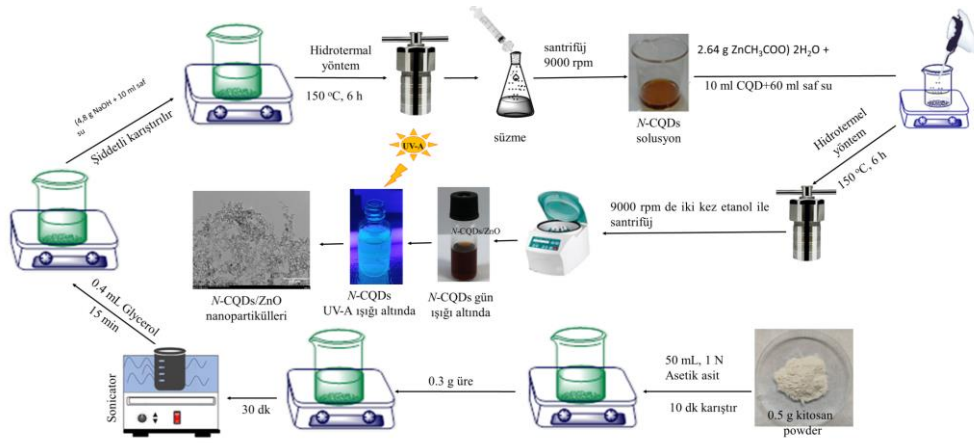 (4,8 g NaOH + 10 ml saf
su
Şiddetli karıştırılır
Hidrotermal
yöntem
150 °C, 6 h
süzme
santrifüj
9000 rpm
N-CQDs
solusyon
2.64 g ZnCH3COO) 2H2O +
10 ml CQD+60 ml saf su
Hidrotermel
yöntem
150 °C, 6 h
9000 rpm de iki kez etanol ile
santrifüj
N-CQDs/ZnO
N-CQDs gün
ışığı altında
UV-A
N-CQDs
UV-A ışığı altında
N-CQDs/ZnO
nanopartikülleri
0.4 mL Glycerol
15 min
Sonicator
30 dk
0.3 g üre
50 mL, 1 N
Asetik asit
10 dk karıştır
0.5 g kitosan
powder